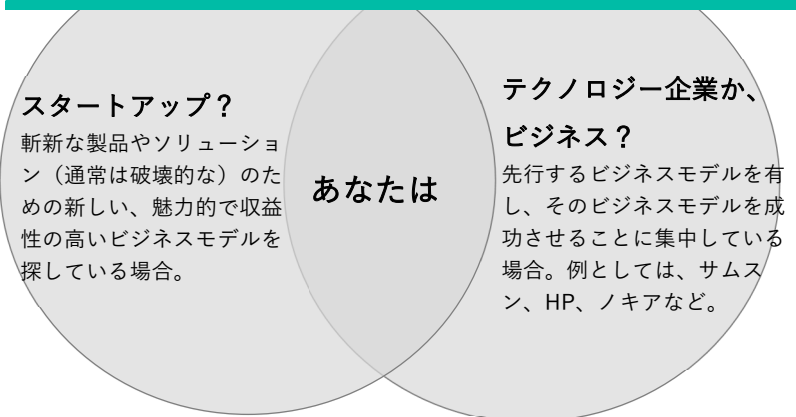 スタートアップ？
斬新な製品やソリューショ
ン（通常は破壊的な）のた
めの新しい、魅力的で収益
性の高いビジネスモデルを
探している場合。
あなたは
テクノロジー企業か、
ビジネス？
先行するビジネスモデルを有
し、そのビジネスモデルを成
功させることに集中している
場合。例としては、サムス
ン、HP、ノキアなど。